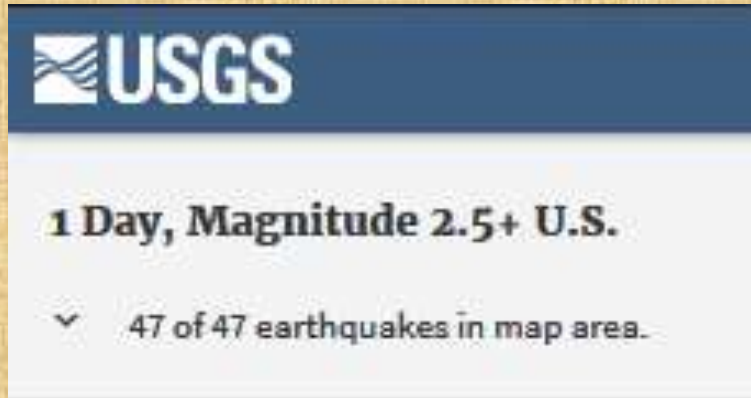 USGS
1 Day, Magnitude 2.5+ U.S.
47 of 47 earthquakes in map area.